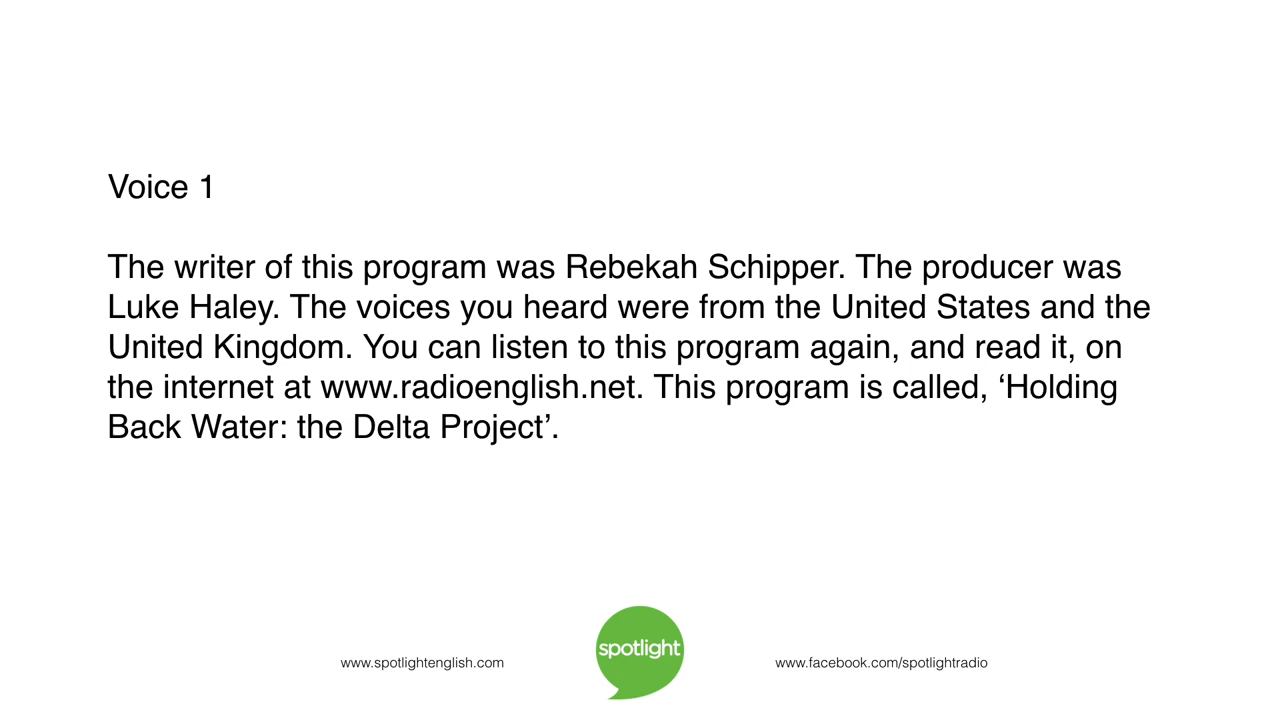 Voice 1
The writer of this program was Rebekah Schipper. The producer was
Luke Haley. The voices you heard were from the United States and the
United Kingdom. You can listen to this program again, and read it, on
the internet at www.radioenglish.net. This program is called, ‘Holding
Back Water: the Delta Project’.
www.spotlightenglish.com
spotlight
www.facebook.com/spotlightradio